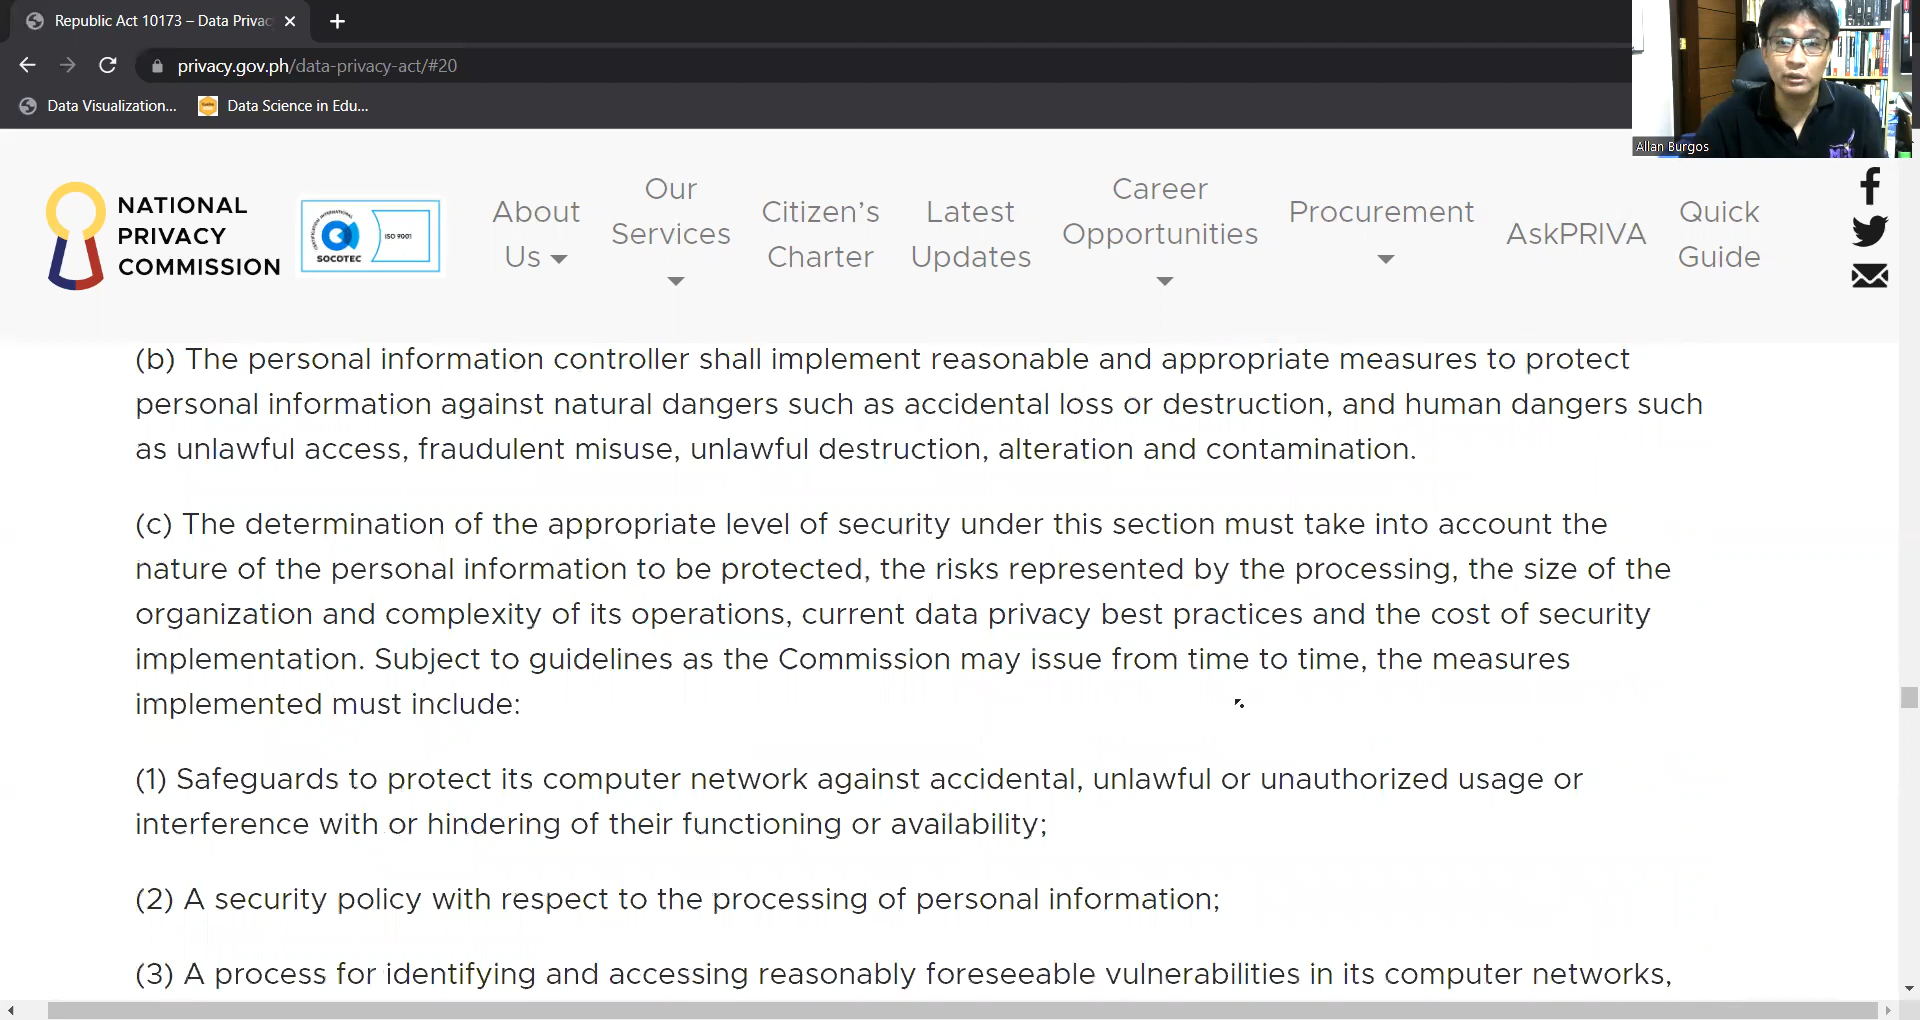 Republic Act 10173 – Data Privac
privacy.gov.ph/data-privacy-act/#20
Data Visualization...
Data Science in Edu...
Allan Burgos
NATIONAL
PRIVACY
COMMISSION
CERTIFICATION INTERNATIONAL
SOCOTEC
ISO 9001
About
Us
Our
Services
Citizen's
Charter
Latest
Updates
Career
Opportunities
Procurement
AskPRIVA
Quick
Guide
(b) The personal information controller shall implement reasonable and appropriate measures to protect
personal information against natural dangers such as accidental loss or destruction, and human dangers such
as unlawful access, fraudulent misuse, unlawful destruction, alteration and contamination.
(c) The determination of the appropriate level of security under this section must take into account the
nature of the personal information to be protected, the risks represented by the processing, the size of the
organization and complexity of its operations, current data privacy best practices and the cost of security
implementation. Subject to guidelines as the Commission may issue from time to time, the measures
implemented must include:
(1) Safeguards to protect its computer network against accidental, unlawful or unauthorized usage or
interference with or hindering of their functioning or availability;
(2) A security policy with respect to the processing of personal information;
(3) A process for identifying and accessing reasonably foreseeable vulnerabilities in its computer networks,